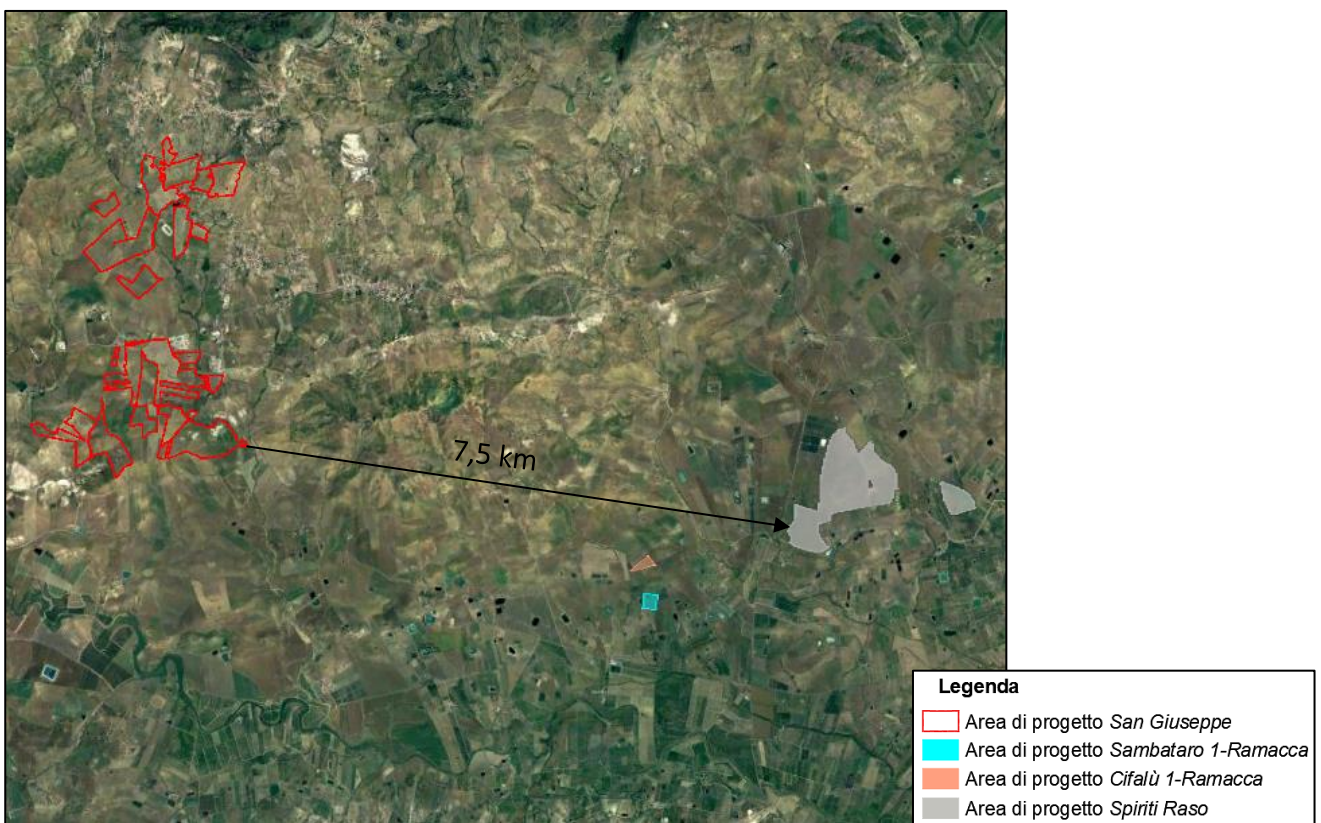 7,5 km
Legenda
Area di progetto San Giuseppe
Area di progetto Sambataro 1-Ramacca
Area di progetto Cifalù 1-Ramacca
Area di progetto Spiriti Raso